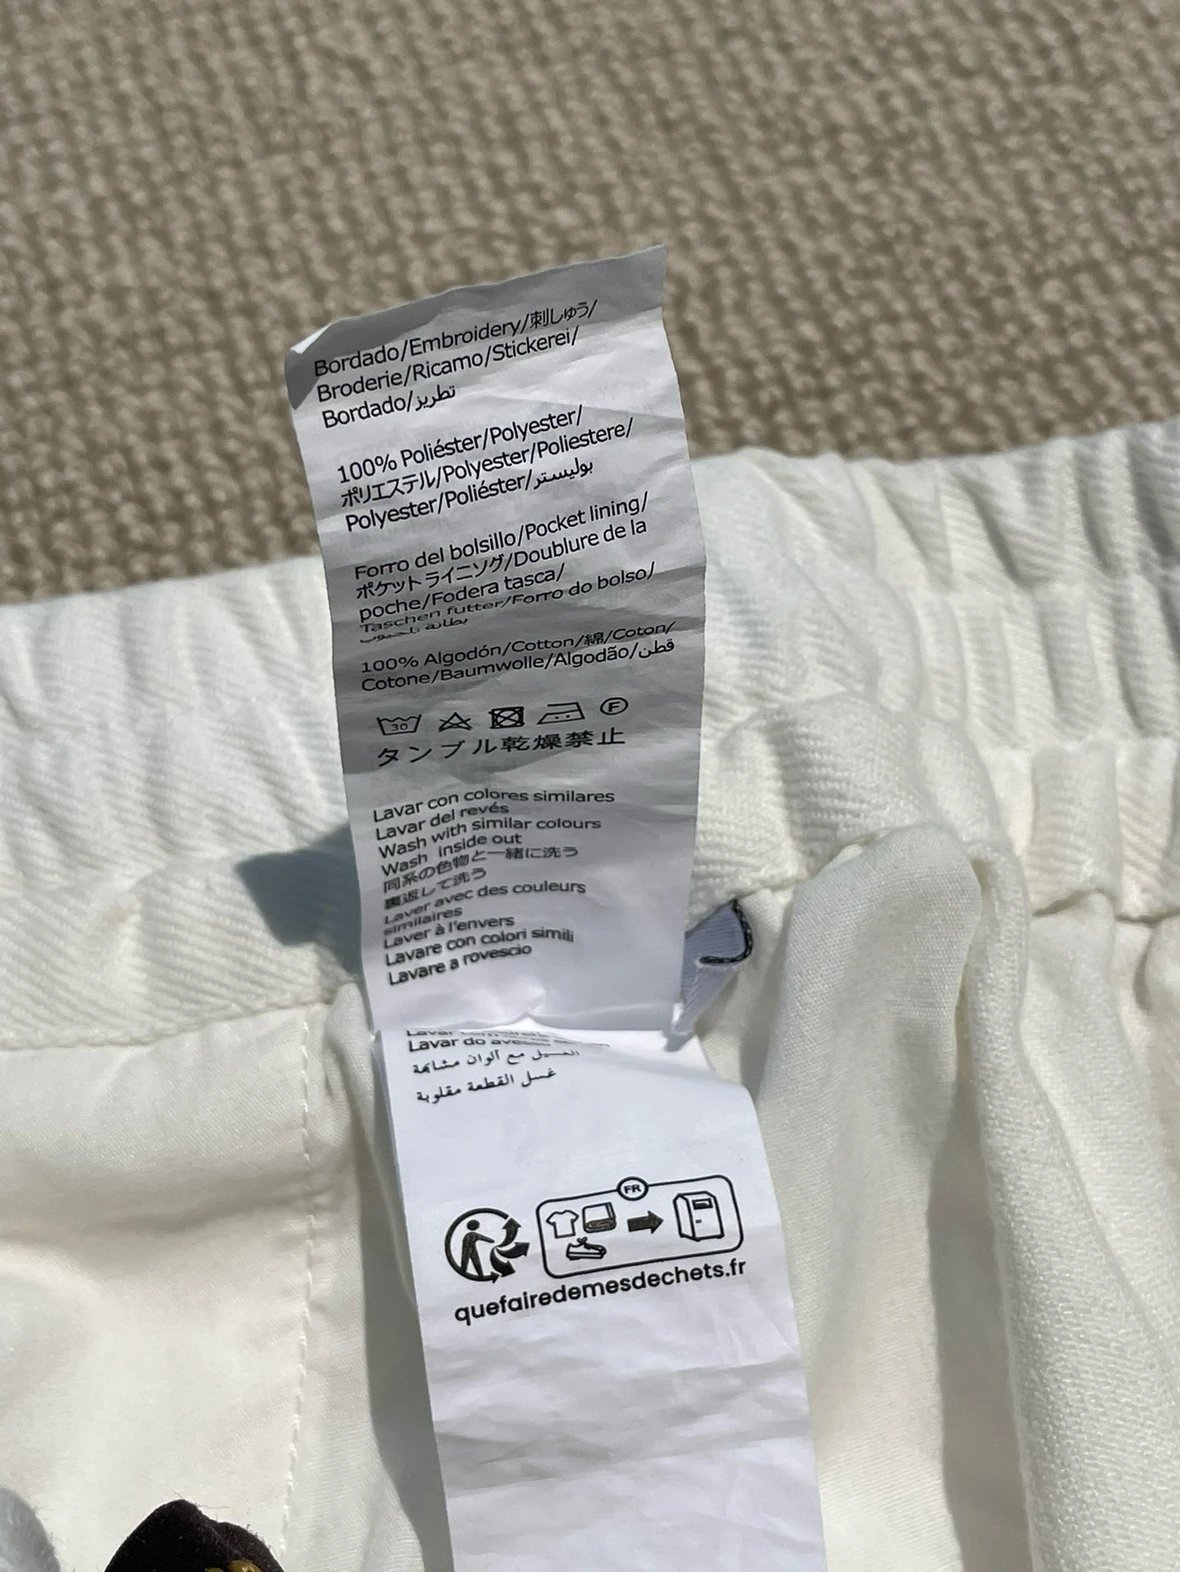 Bordado/Embroidery/刺しゅう/
Broderie/Ricamo/Stickerei/
Bordado/تطريز
100% Poliéster/Polyester/
ポリエステル/Polyester/Poliestere/
Polyester/Poliéster/بوليستر
Forro del bolsillo/Pocket lining/
ポケットライニング/Doublure de la
poche/Fodera tasca/
Taschen futter/Forro do bolso/
100% Algodón/Cotton/綿/Coton/
Cotone/Baumwolle/Algodão/قطن
30
F
タンブル乾燥禁止
Lavar con colores similares
Lavar del revés
Wash with similar colours
Wash inside out
同系の色物と一緒に洗う
裏返して洗う
Laver avec des couleurs
similaires
Laver à l'envers
Lavare con colori simili
Lavare a rovescio
Lavar
Lavar do
مع ألوان مشابهة
غسل القطعة مقلوبة
FR
quefairedemesdechets.fr